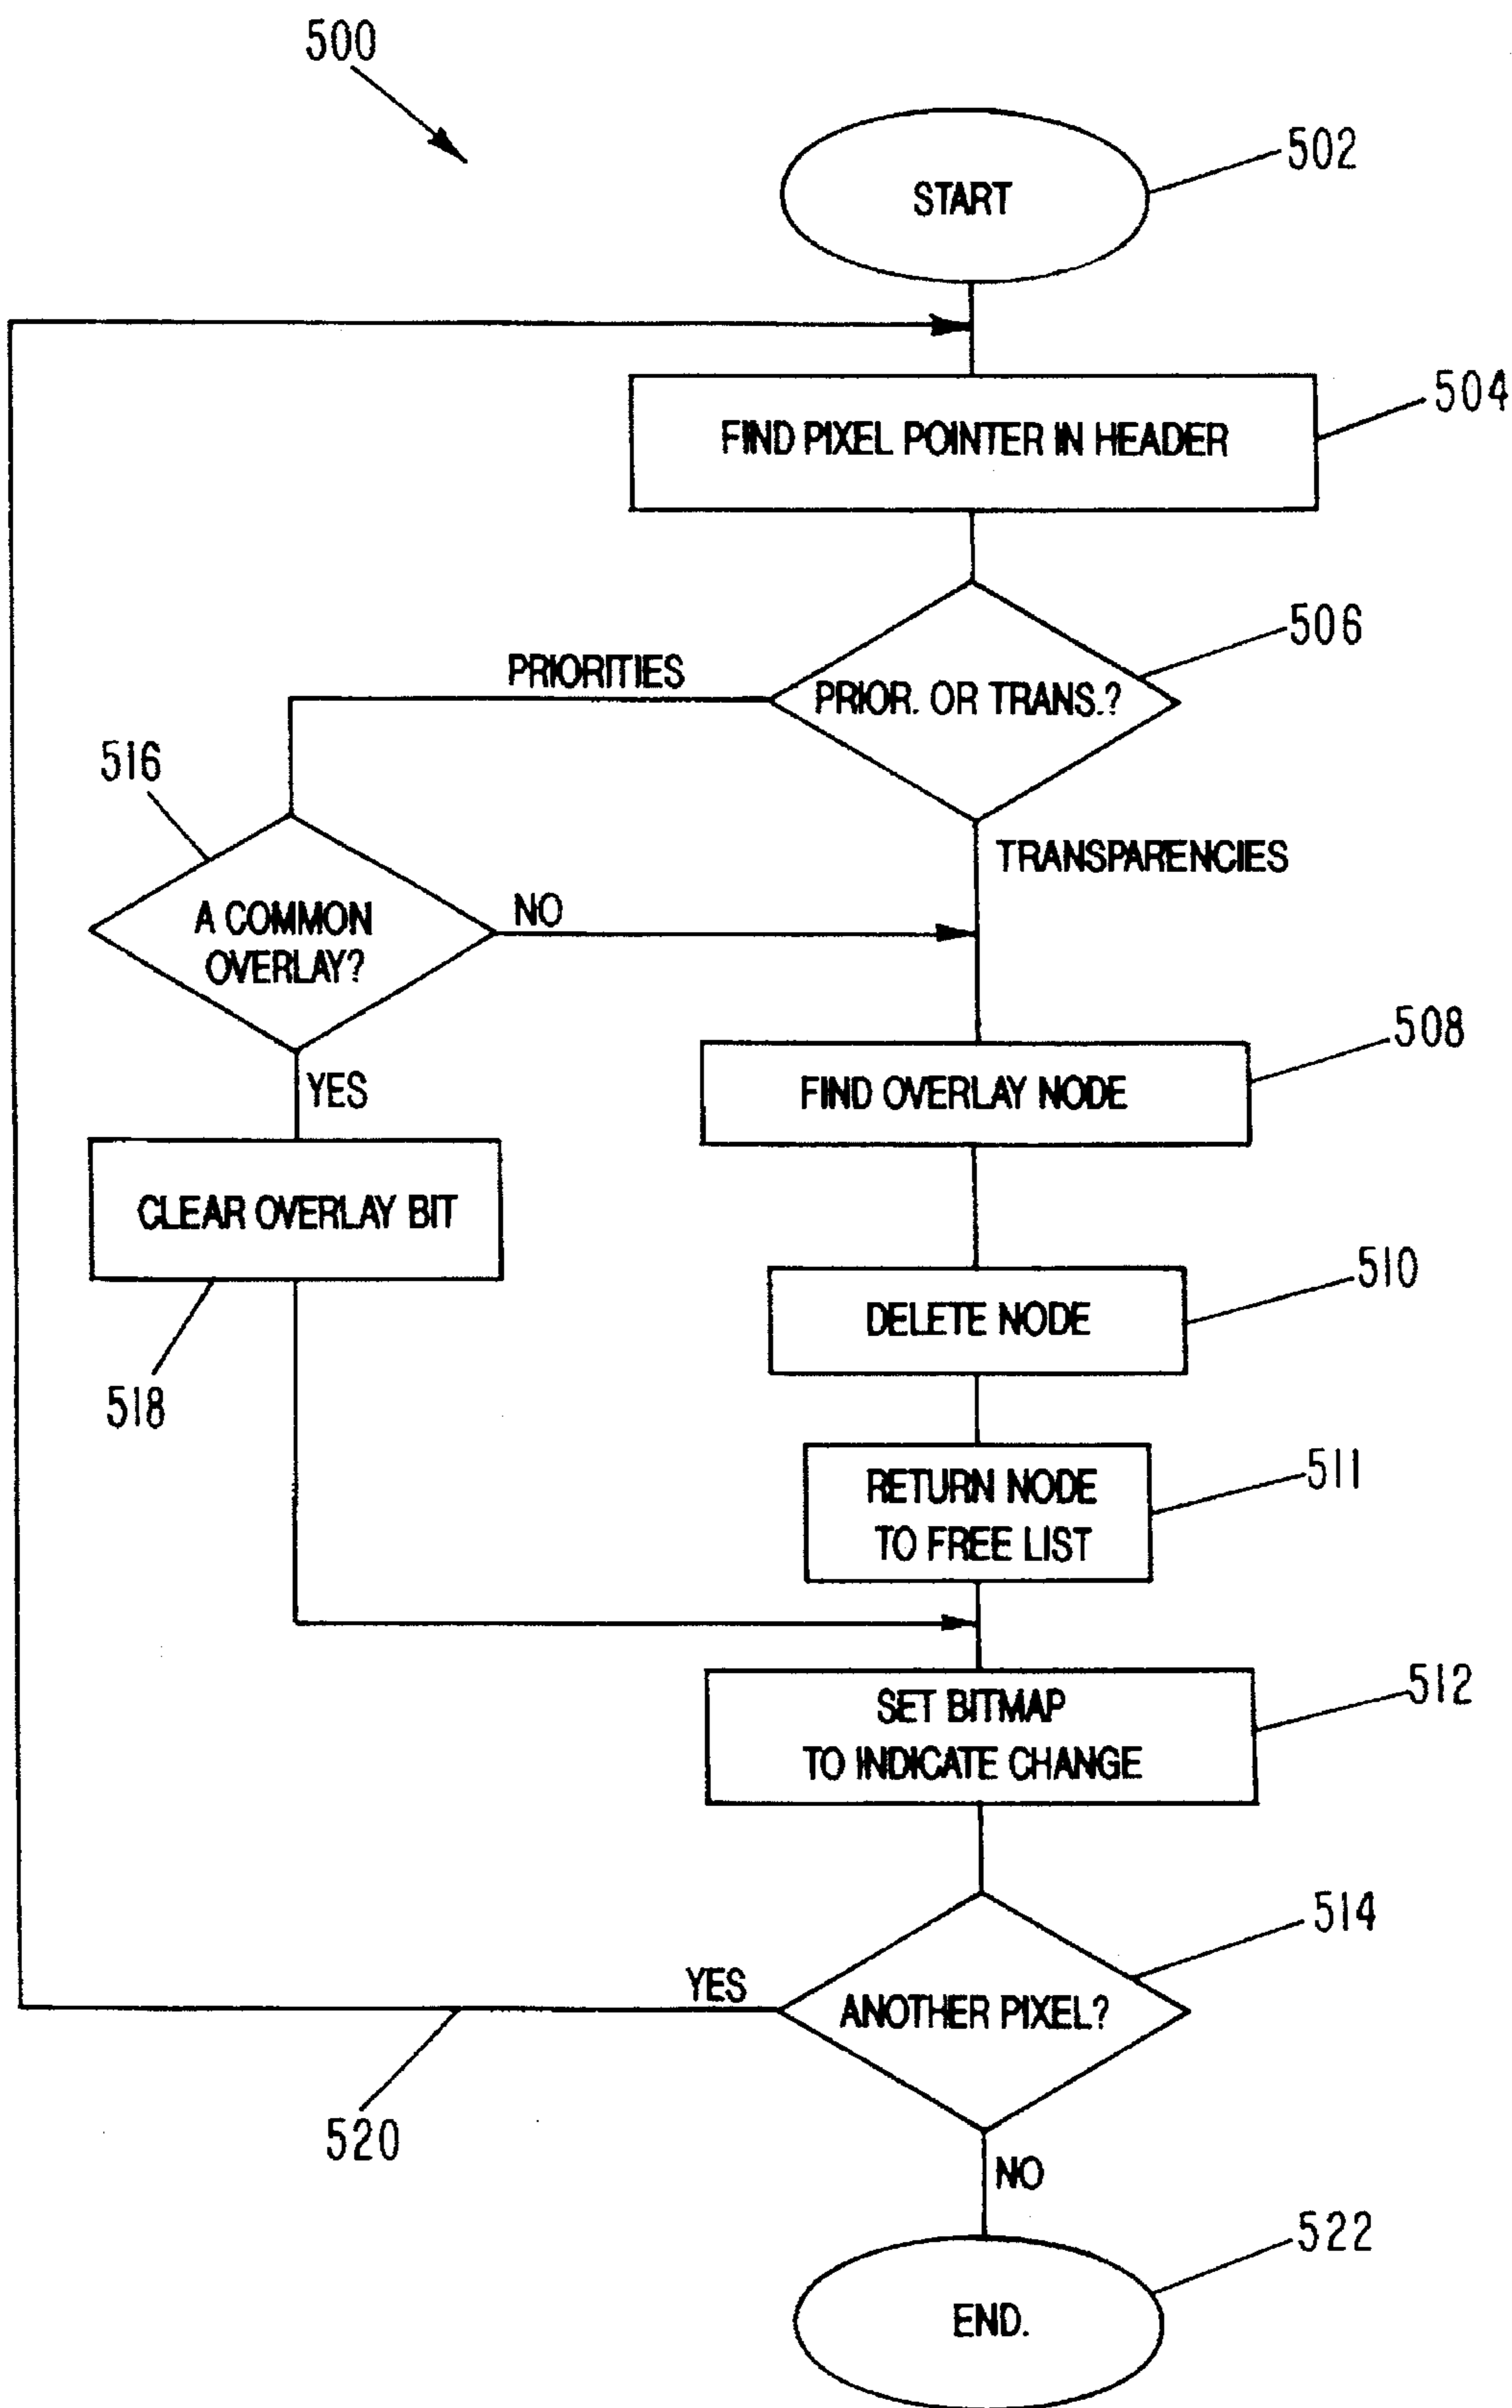 500
START
502
FIND PIXEL POINTER IN HEADER
504
PRIOR. OR TRANS.?
506
PRIORITIES
TRANSPARENCIES
516
A COMMON
OVERLAY?
NO
YES
FIND OVERLAY NODE
508
CLEAR OVERLAY BIT
518
DELETE NODE
510
RETURN NODE
TO FREE LIST
511
SET BITMAP
TO INDICATE CHANGE
512
ANOTHER PIXEL?
514
YES
520
NO
END.
522